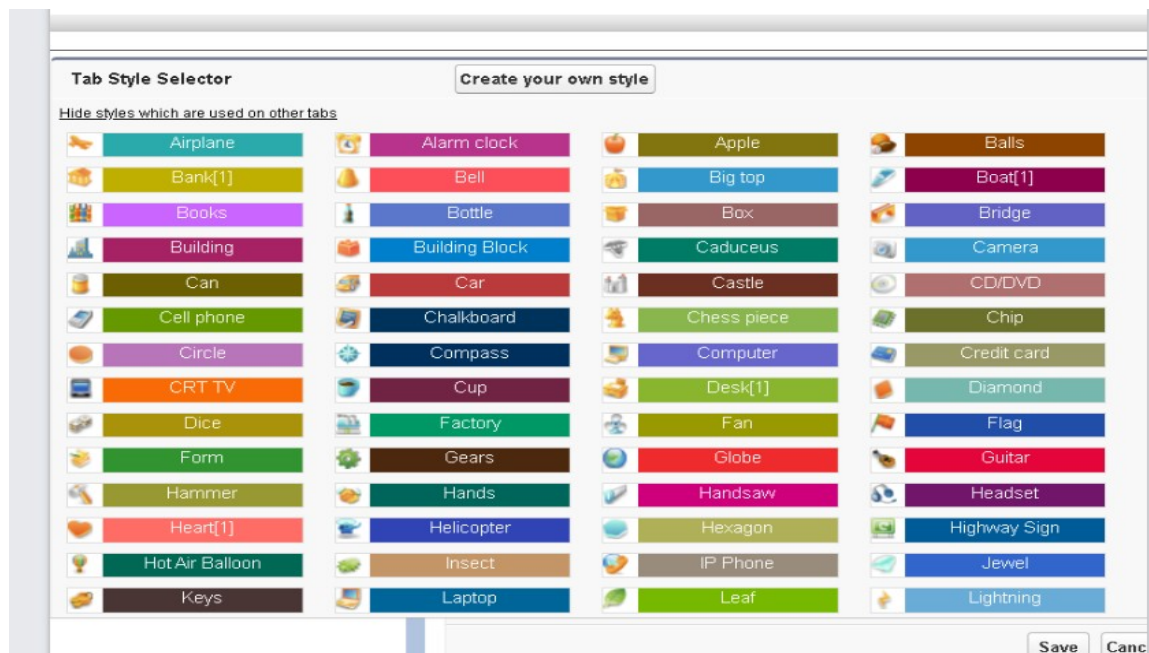 Tab Style Selector Create your own style
Hide styles which are used on other tabs
Airplane Alarm clock Apple Balls
Bank[1] Bell Big top Boat[1]
Books Bottle Box Bridge
Building Building Block Caduceus Camera
Can Car Castle CD/DVD
Cell phone Chalkboard Chess piece Chip
Circle Compass Computer Credit card
CRT TV Cup Desk[1] Diamond
Dice Factory Fan Flag
Form Gears Globe Guitar
Hammer Hands Handsaw Headset
Heart[1] Helicopter Hexagon Highway Sign
Hot Air Balloon Insect IP Phone Jewel
Keys Laptop Leaf Lightning
Save Canc